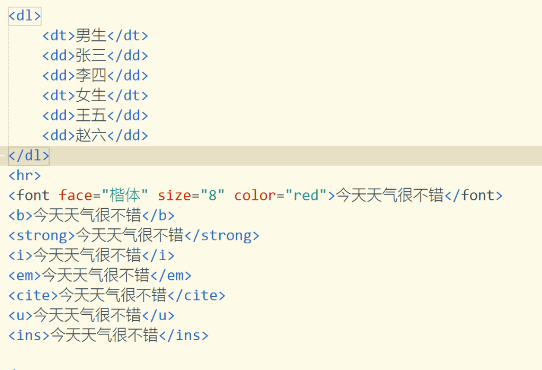 <dl>
<dt>男生</dt>
<dd>张三</dd>
<dd>李四</dd>
<dt>女生</dt>
<dd>王五</dd>
<dd>赵六</dd>
</dl>
<hr>
<font face="楷体" size="8" color="red">今天天气很不错</font>
<b>今天天气很不错</b>
<strong>今天天气很不错</strong>
<i>今天天气很不错</i>
<em>今天天气很不错</em>
<cite>今天天气很不错</cite>
<u>今天天气很不错</u>
<ins>今天天气很不错</ins>